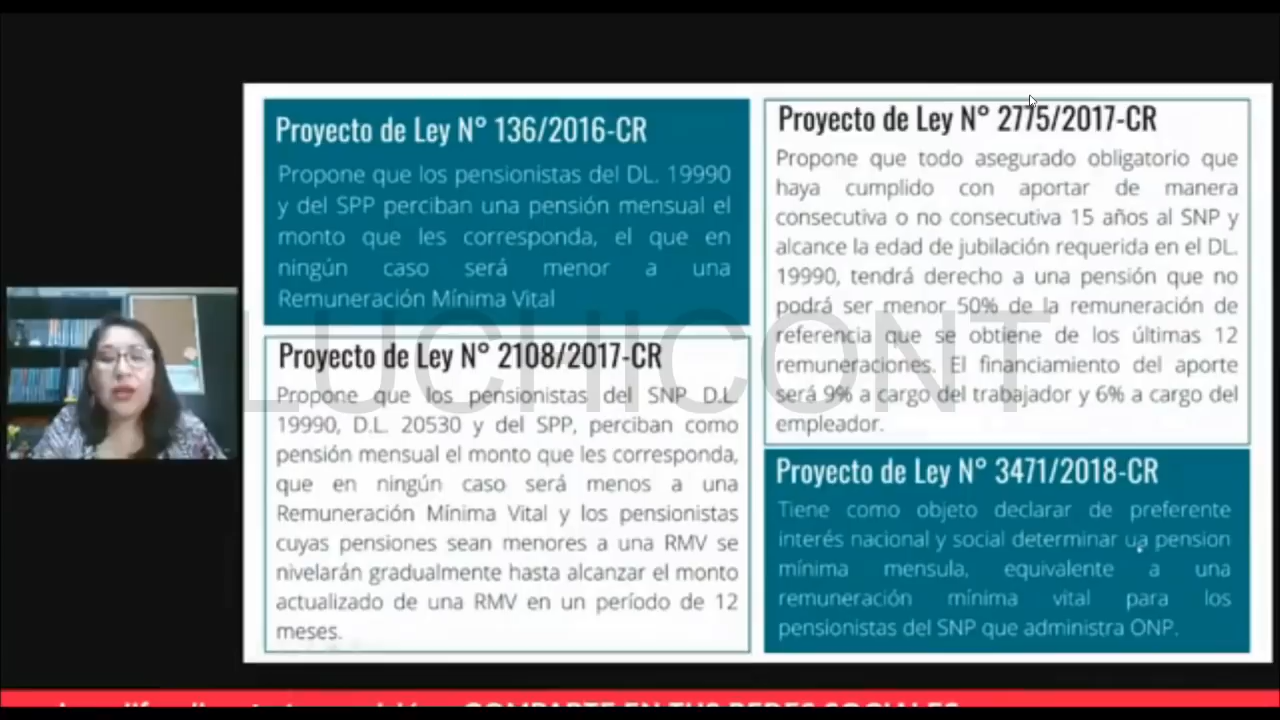 Proyecto de Ley N° 136/2016-CR
Propone que los pensionistas del DL. 19990
y del SPP perciban una pensión mensual el
monto que les corresponda, el que en
ningún caso será menor a una
Remuneración Mínima Vital
Proyecto de Ley N° 2108/2017-CR
Propone que los pensionistas del SNP D.L.
19990, D.L. 20530 y del SPP, perciban como
pensión mensual el monto que les corresponda,
que en ningún caso será menos a una
Remuneración Mínima Vital y los pensionistas
cuyas pensiones sean menores a una RMV se
nivelarán gradualmente hasta alcanzar el monto
actualizado de una RMV en un período de 12
meses.
Proyecto de Ley N° 2775/2017-CR
Propone que todo asegurado obligatorio que
haya cumplido con aportar de manera
consecutiva o no consecutiva 15 años al SNP y
alcance la edad de jubilación requerida en el DL.
19990, tendrá derecho a una pensión que no
podrá ser menor 50% de la remuneración de
referencia que se obtiene de los últimas 12
remuneraciones. El financiamiento del aporte
será 9% a cargo del trabajador y 6% a cargo del
empleador.
Proyecto de Ley N° 3471/2018-CR
Tiene como objeto declarar de preferente
interés nacional y social determinar ua pension
mínima mensula, equivalente a una
remuneración mínima vital para los
pensionistas del SNP que administra ONP.
LUCHICONT
COMPARTE EN TUS REDES SOCIALES